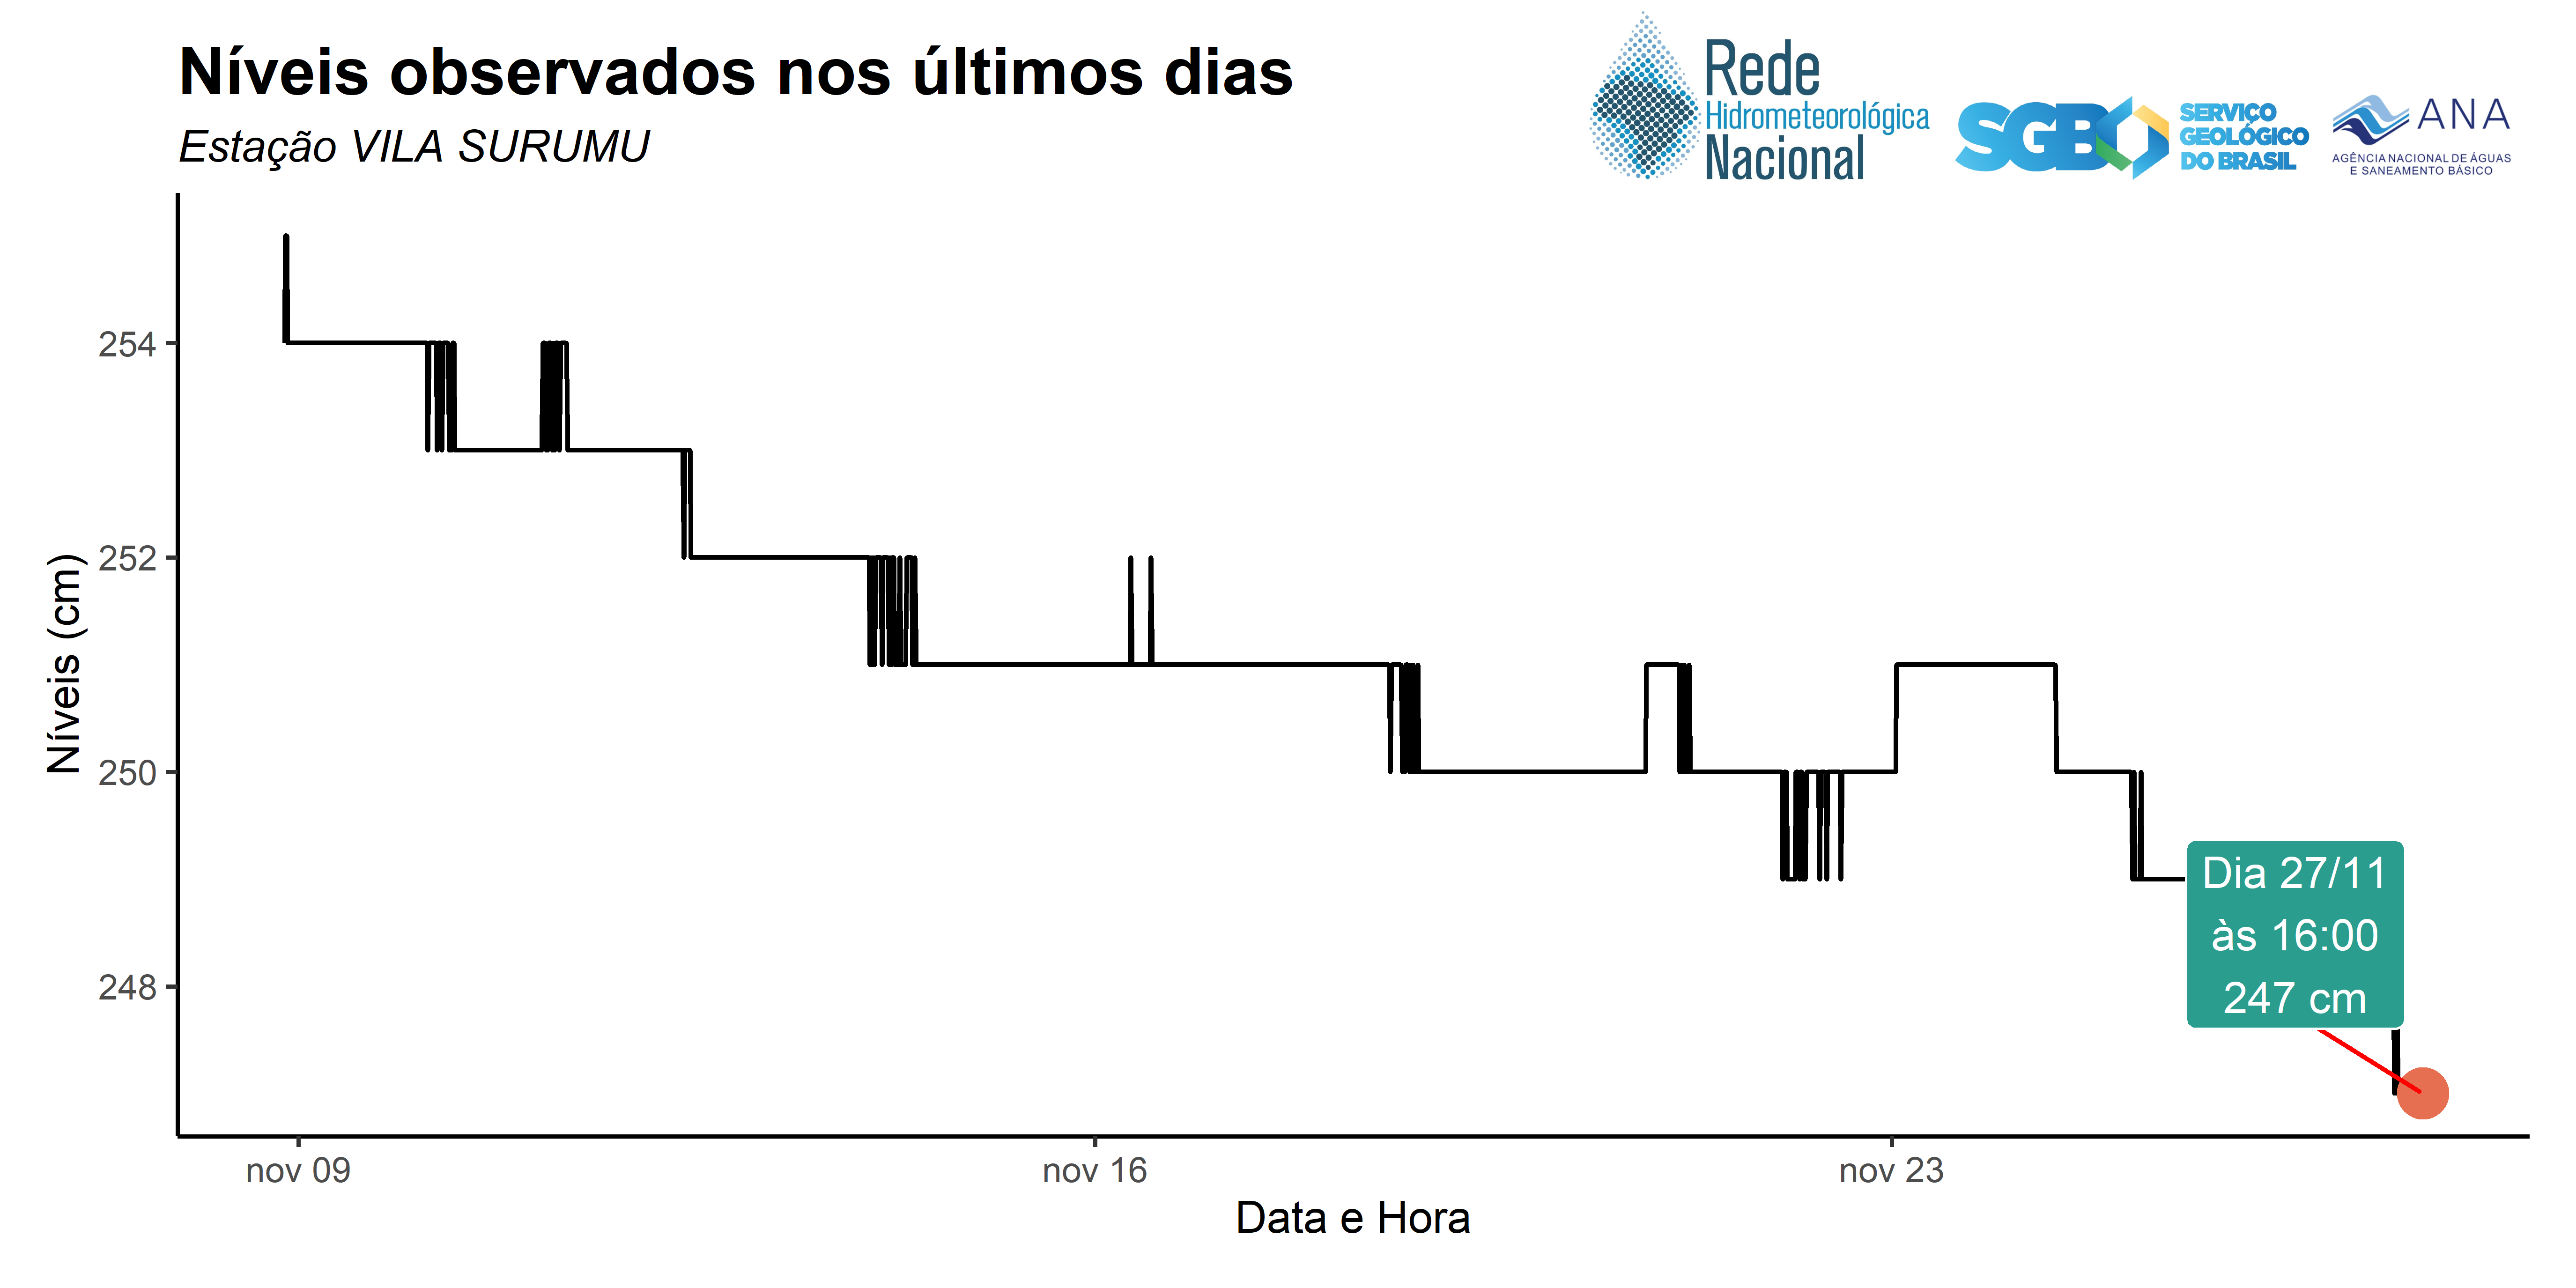 Níveis observados nos últimos dias
Estação VILA SURUMU
Rede
Hidrometeorológica
Nacional
SGB
SERVIÇO
GEOLÓGICO
DO BRASIL
ANA
AGÊNCIA NACIONAL DE ÁGUAS
E SANEAMENTO BÁSICO
Níveis (cm)
254
252
250
248
Dia 27/11
às 16:00
247 cm
nov 09
nov 16
nov 23
Data e Hora